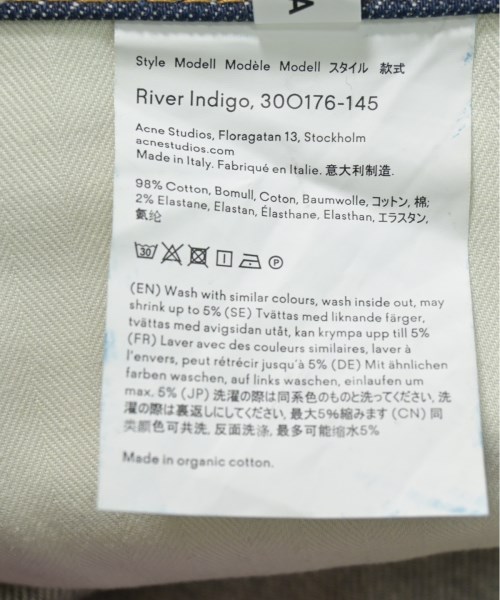 A
Style Modell Modèle Modell スタイル 款式
River Indigo, 30O176-145
Acne Studios, Floragatan 13, Stockholm
acnestudios.com
Made in Italy. Fabriqué en Italie. 意大利制造.
98% Cotton, Bomull, Coton, Baumwolle, コットン, 棉;
2% Elastane, Elastan, Élasthane, Elasthan, エラスタン,
氨纶
30 P
(EN) Wash with similar colours, wash inside out, may
shrink up to 5% (SE) Tvättas med liknande färger,
tvättas med avigsidan utåt, kan krympa upp till 5%
(FR) Laver avec des couleurs similaires, laver à
l'envers, peut rétrécir jusqu'à 5% (DE) Mit ähnlichen
farben waschen, auf links waschen, einlaufen um
max. 5% (JP) 洗濯の際は同系色のものと洗ってください, 洗
濯の際は裏返しにしてください, 最大5%縮みます (CN) 同
类颜色可共洗, 反面洗涤, 最多可能缩水5%
Made in organic cotton.